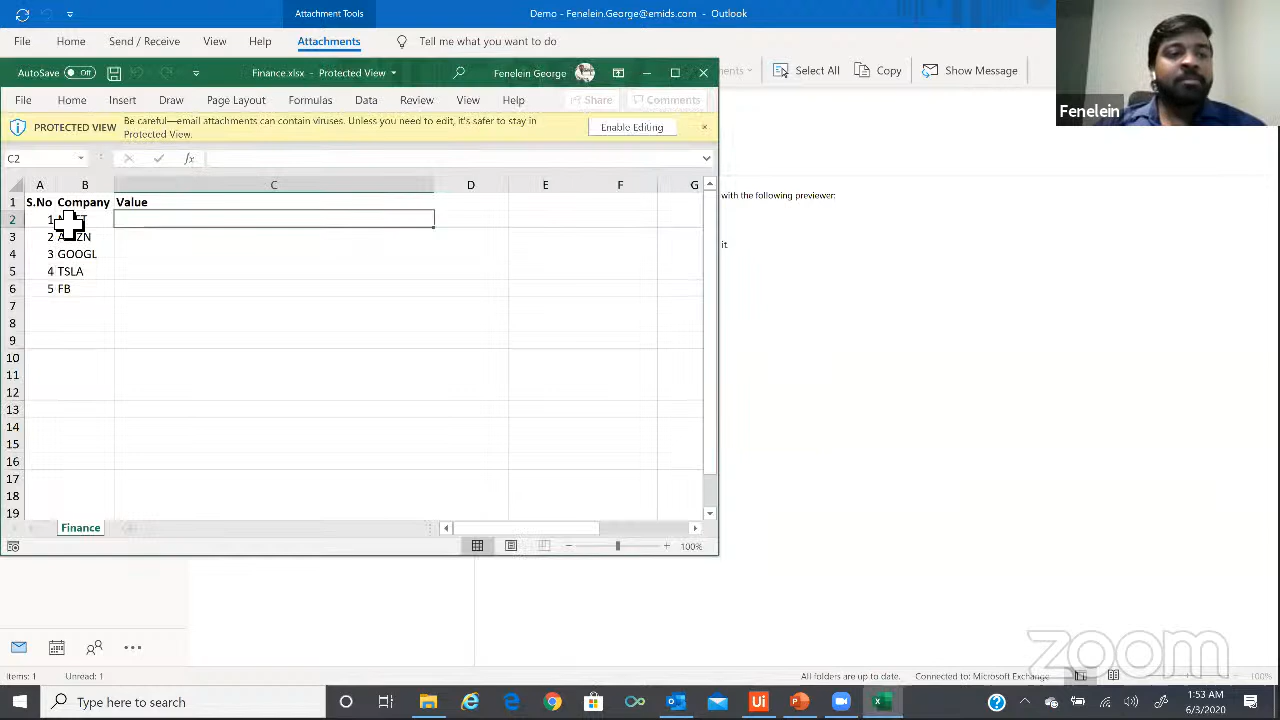 Attachment Tools
Demo - Fenelein.George@emids.com - Outlook
File Home Send / Receive View Help Attachments Tell me what you want to do
AutoSave Off Finance.xlsx - Protected View Fenelein George
Select All Copy Show Message
Fenelein
File Home Insert Draw Page Layout Formulas Data Review View Help Share Comments
PROTECTED VIEW Be careful—email attachments can contain viruses. Unless you need to edit, it's safer to stay in Protected View. Enable Editing
C2 fx
with the following previewer:
A B C D E F G
1 S.No Company Value
2 1
3 2
4 3 GOOGL
5 4 TSLA
6 5 FB
it
7
8
9
10
11
12
13
14
15
16
17
18
19
Finance
100%
zoom
Items: 1 Unread: 1 All folders are up to date. Connected to: Microsoft Exchange 100%
Type here to search
Ui
1:53 AM
6/3/2020